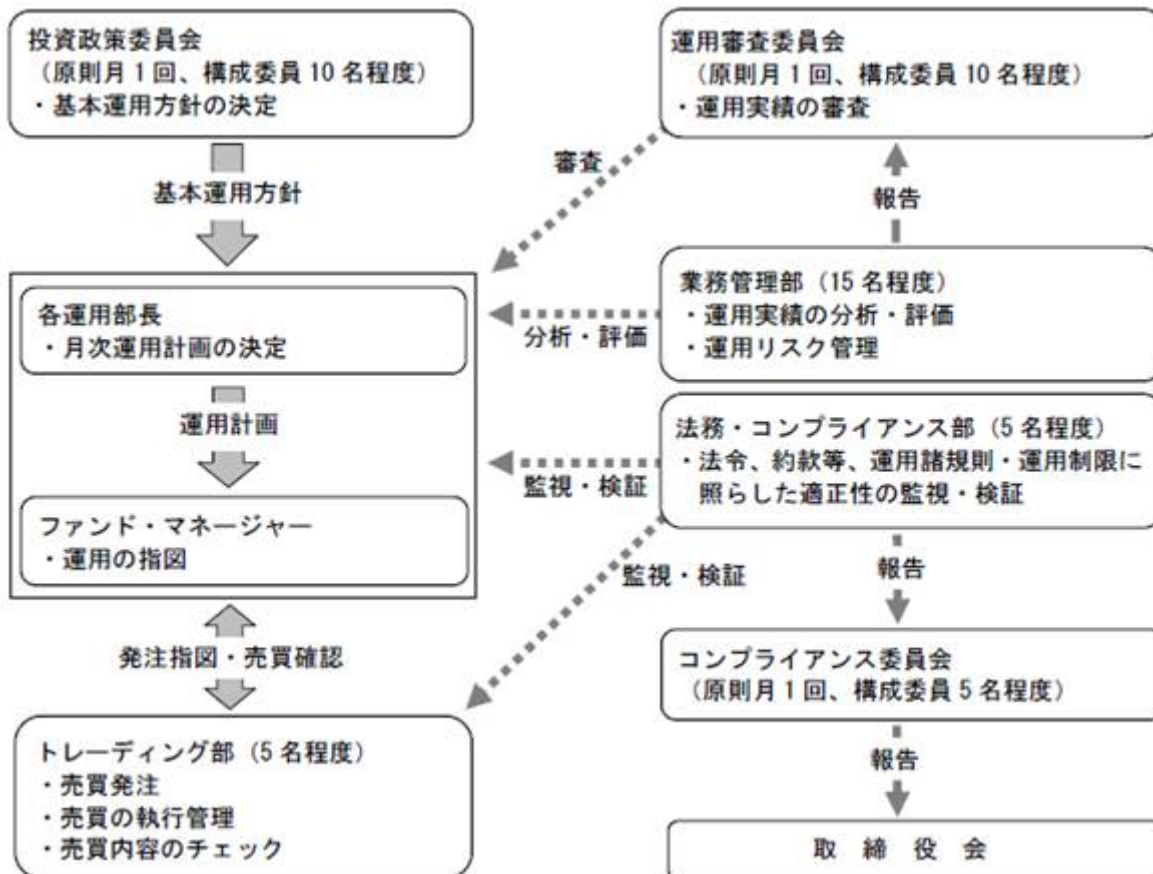 投資政策委員会
（原則月1回、構成委員10名程度）
・基本運用方針の決定
基本運用方針
各運用部長
・月次運用計画の決定
運用計画
ファンド・マネージャー
・運用の指図
発注指図・売買確認
トレーディング部（5名程度）
・売買発注
・売買の執行管理
・売買内容のチェック
運用審査委員会
（原則月1回、構成委員10名程度）
・運用実績の審査
審査
報告
業務管理部（15名程度）
・運用実績の分析・評価
・運用リスク管理
分析・評価
法務・コンプライアンス部（5名程度）
・法令、約款等、運用諸規則・運用制限に
照らした適正性の監視・検証
監視・検証
監視・検証
報告
コンプライアンス委員会
（原則月1回、構成委員5名程度）
報告
取　締　役　会